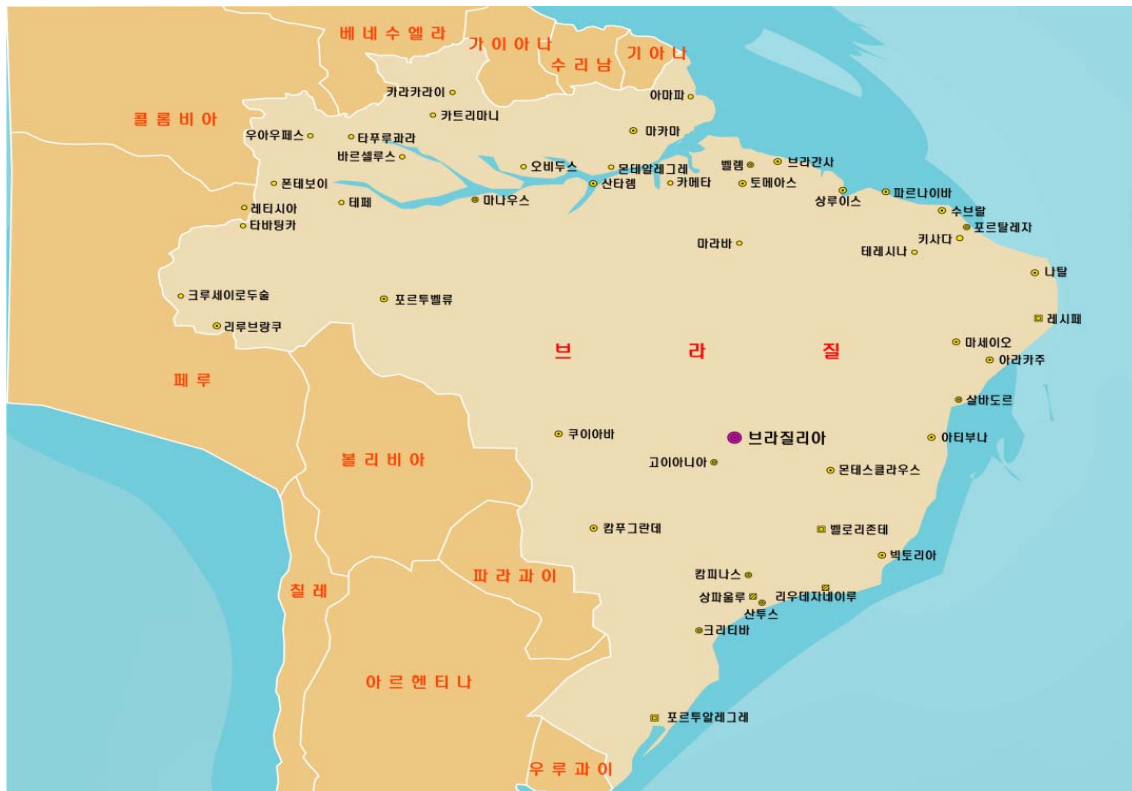 베네수엘라
가이아나
수리남
기아나
콜롬비아
카라카라이
아마파
카트리마니
마카마
우아우페스
타푸루콰라
바르셀루스
오비두스
몬테알레그레
벨렘
브라간사
폰테보이
산타렘
카메타
토메아스
상루이스
파르나이바
테페
마나우스
레티시아
타바팅카
수브랄
포르탈레자
키사다
마라바
테레시나
나탈
크루세이로두술
포르투벨류
레시페
리루브랑쿠
브라질
마세이오
아라카주
페루
살바도르
쿠이아바
브라질리아
아티부나
볼리비아
고이아니아
몬테스클라우스
캄푸그란데
벨로리존테
빅토리아
파라과이
캄피나스
칠레
상파울루
리우데자네이루
산투스
크리티바
아르헨티나
포르투알레그레
우루과이